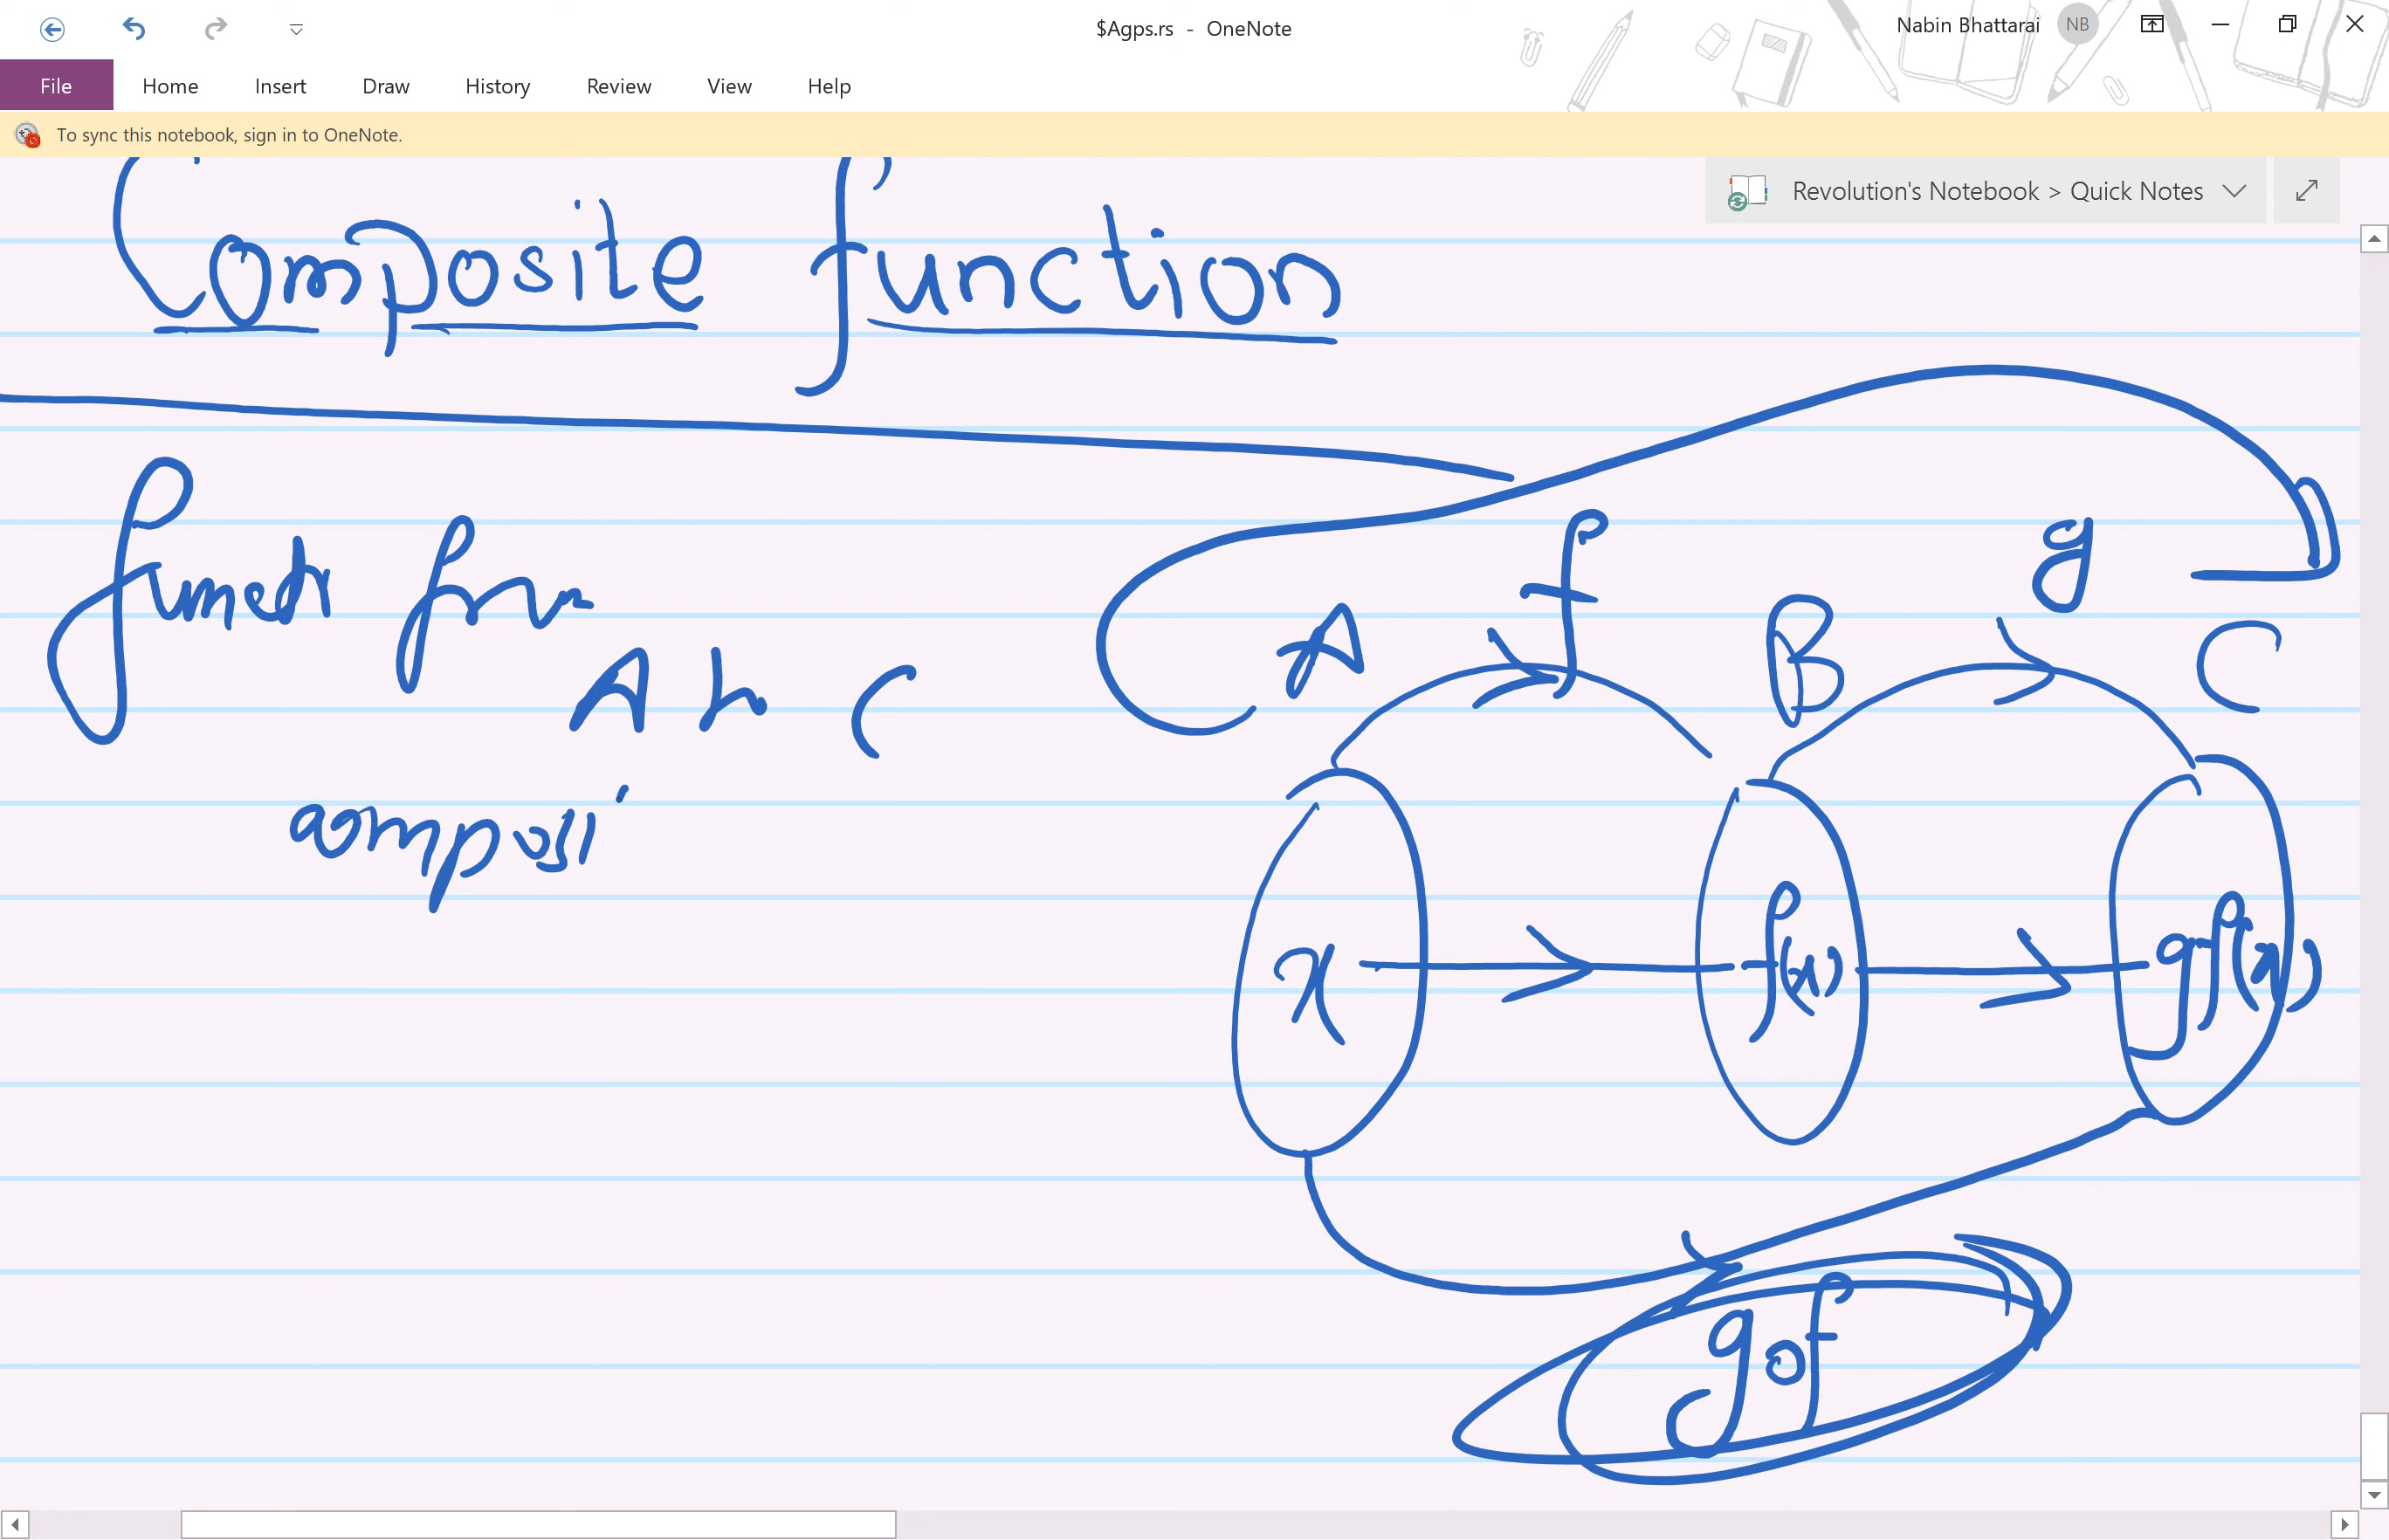 $Agps.rs - OneNote
Nabin Bhattarai NB
File Home Insert Draw History Review View Help
To sync this notebook, sign in to OneNote.
Revolution's Notebook > Quick Notes
Composite function
f g
A B C
A C
x f(x) gf(x)
gof